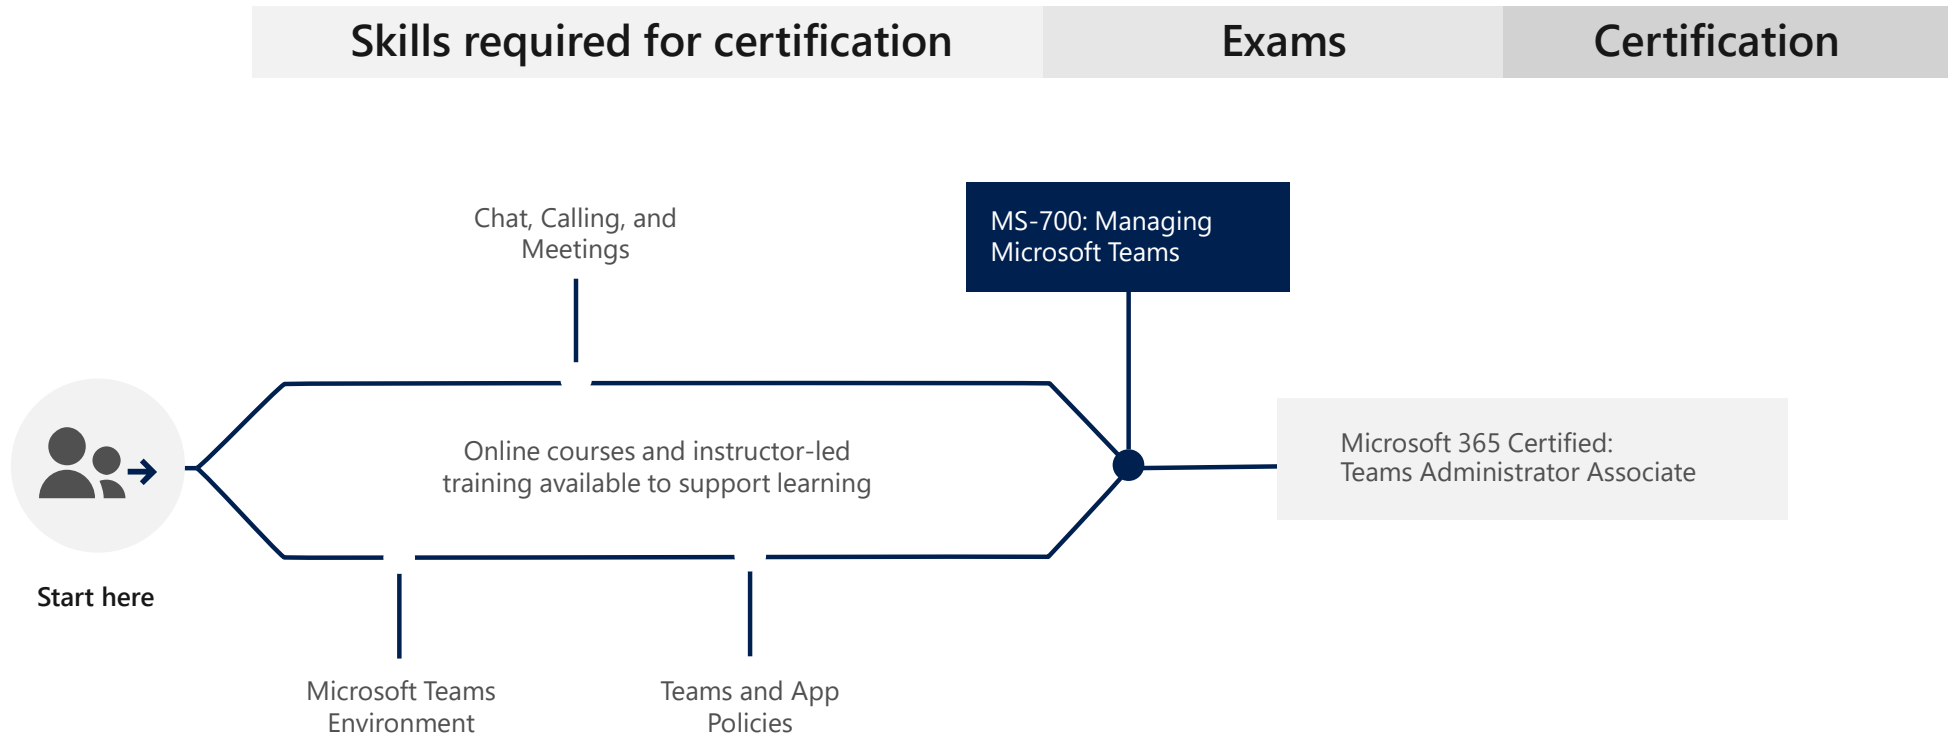 Skills required for certification
Exams
Certification
Chat, Calling, and
Meetings
MS-700: Managing
Microsoft Teams
Online courses and instructor-led
training available to support learning
Microsoft 365 Certified:
Teams Administrator Associate
Start here
Microsoft Teams
Environment
Teams and App
Policies